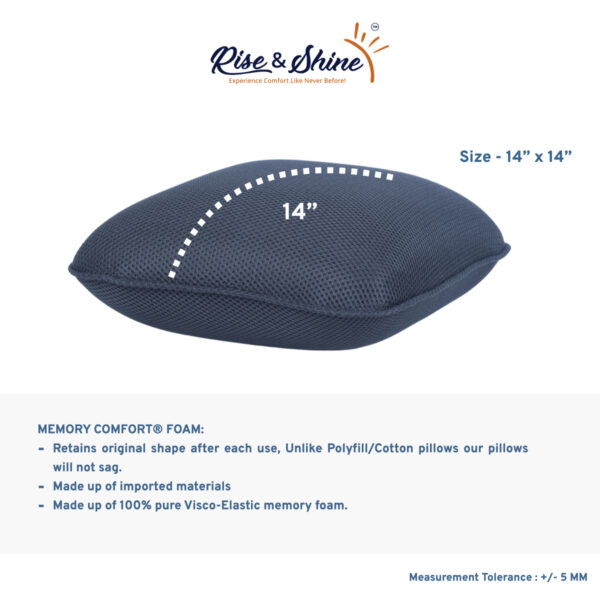 TM
Rise & Shine
Experience Comfort Like Never Before!
Size - 14” x 14”
14”
MEMORY COMFORT® FOAM:
- Retains original shape after each use, Unlike Polyfill/Cotton pillows our pillows
will not sag.
- Made up of imported materials
- Made up of 100% pure Visco-Elastic memory foam.
Measurement Tolerance : +/- 5 MM